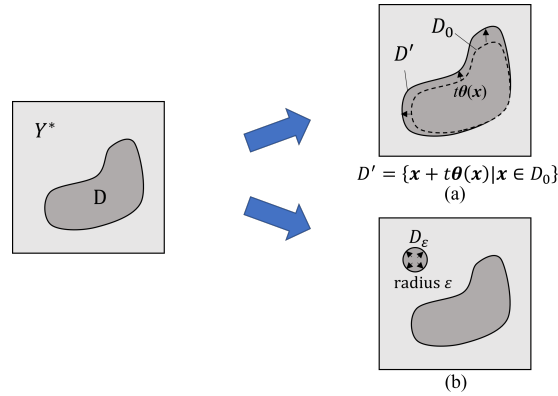 Y*
D
D₀
D′
tθ(x)
D′ = {x + tθ(x)|x ∈ D₀}
(a)
Dε
radius ε
(b)